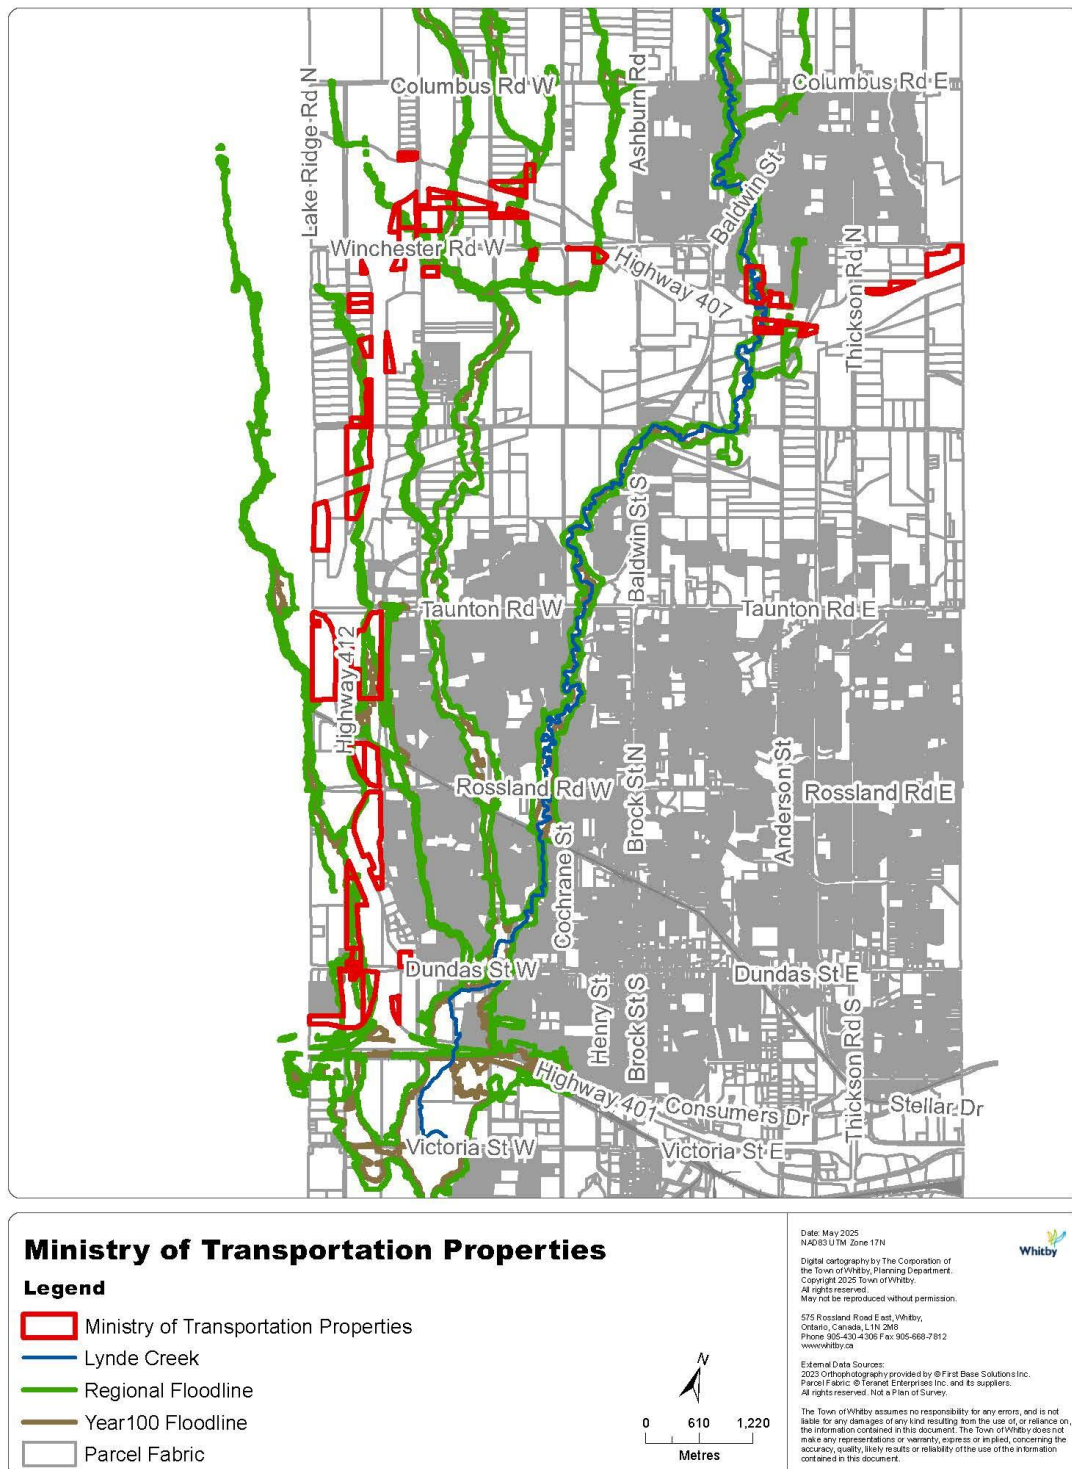 Columbus Rd W
Columbus Rd E
Lake Ridge Rd N
Ashburn Rd
Baldwin St
Winchester Rd W
Highway 407
Thickson Rd N
Baldwin St S
Taunton Rd W
Taunton Rd E
Highway 412
Rossland Rd W
Brock St N
Anderson St
Rossland Rd E
Cochrane St
Dundas St W
Dundas St E
Henry St
Brock St S
Thickson Rd S
Highway 401
Consumers Dr
Stellar Dr
Victoria St W
Victoria St E
Ministry of Transportation Properties
Legend
Ministry of Transportation Properties
Lynde Creek
Regional Floodline
Year100 Floodline
Parcel Fabric
N
0 610 1,220
Metres
Date: May 2025
NAD83 UTM Zone 17N
Digital cartography by The Corporation of
the Town of Whitby, Planning Department.
Copyright 2025 Town of Whitby.
All rights reserved.
May not be reproduced without permission.
575 Rossland Road East, Whitby,
Ontario, Canada, L1N 2M8
Phone 905-430-4306 Fax 905-668-7812
www.whitby.ca
External Data Sources:
2023 Orthophotography provided by © First Base Solutions Inc.
Parcel Fabric: © Teranet Enterprises Inc. and its suppliers.
All rights reserved. Not a Plan of Survey.
The Town of Whitby assumes no responsibility for any errors, and is not
liable for any damages of any kind resulting from the use of, or reliance on,
the information contained in this document. The Town of Whitby does not
make any representations or warranty, express or implied, concerning the
accuracy, quality, likely results or reliability of the use of the information
contained in this document.
Whitby